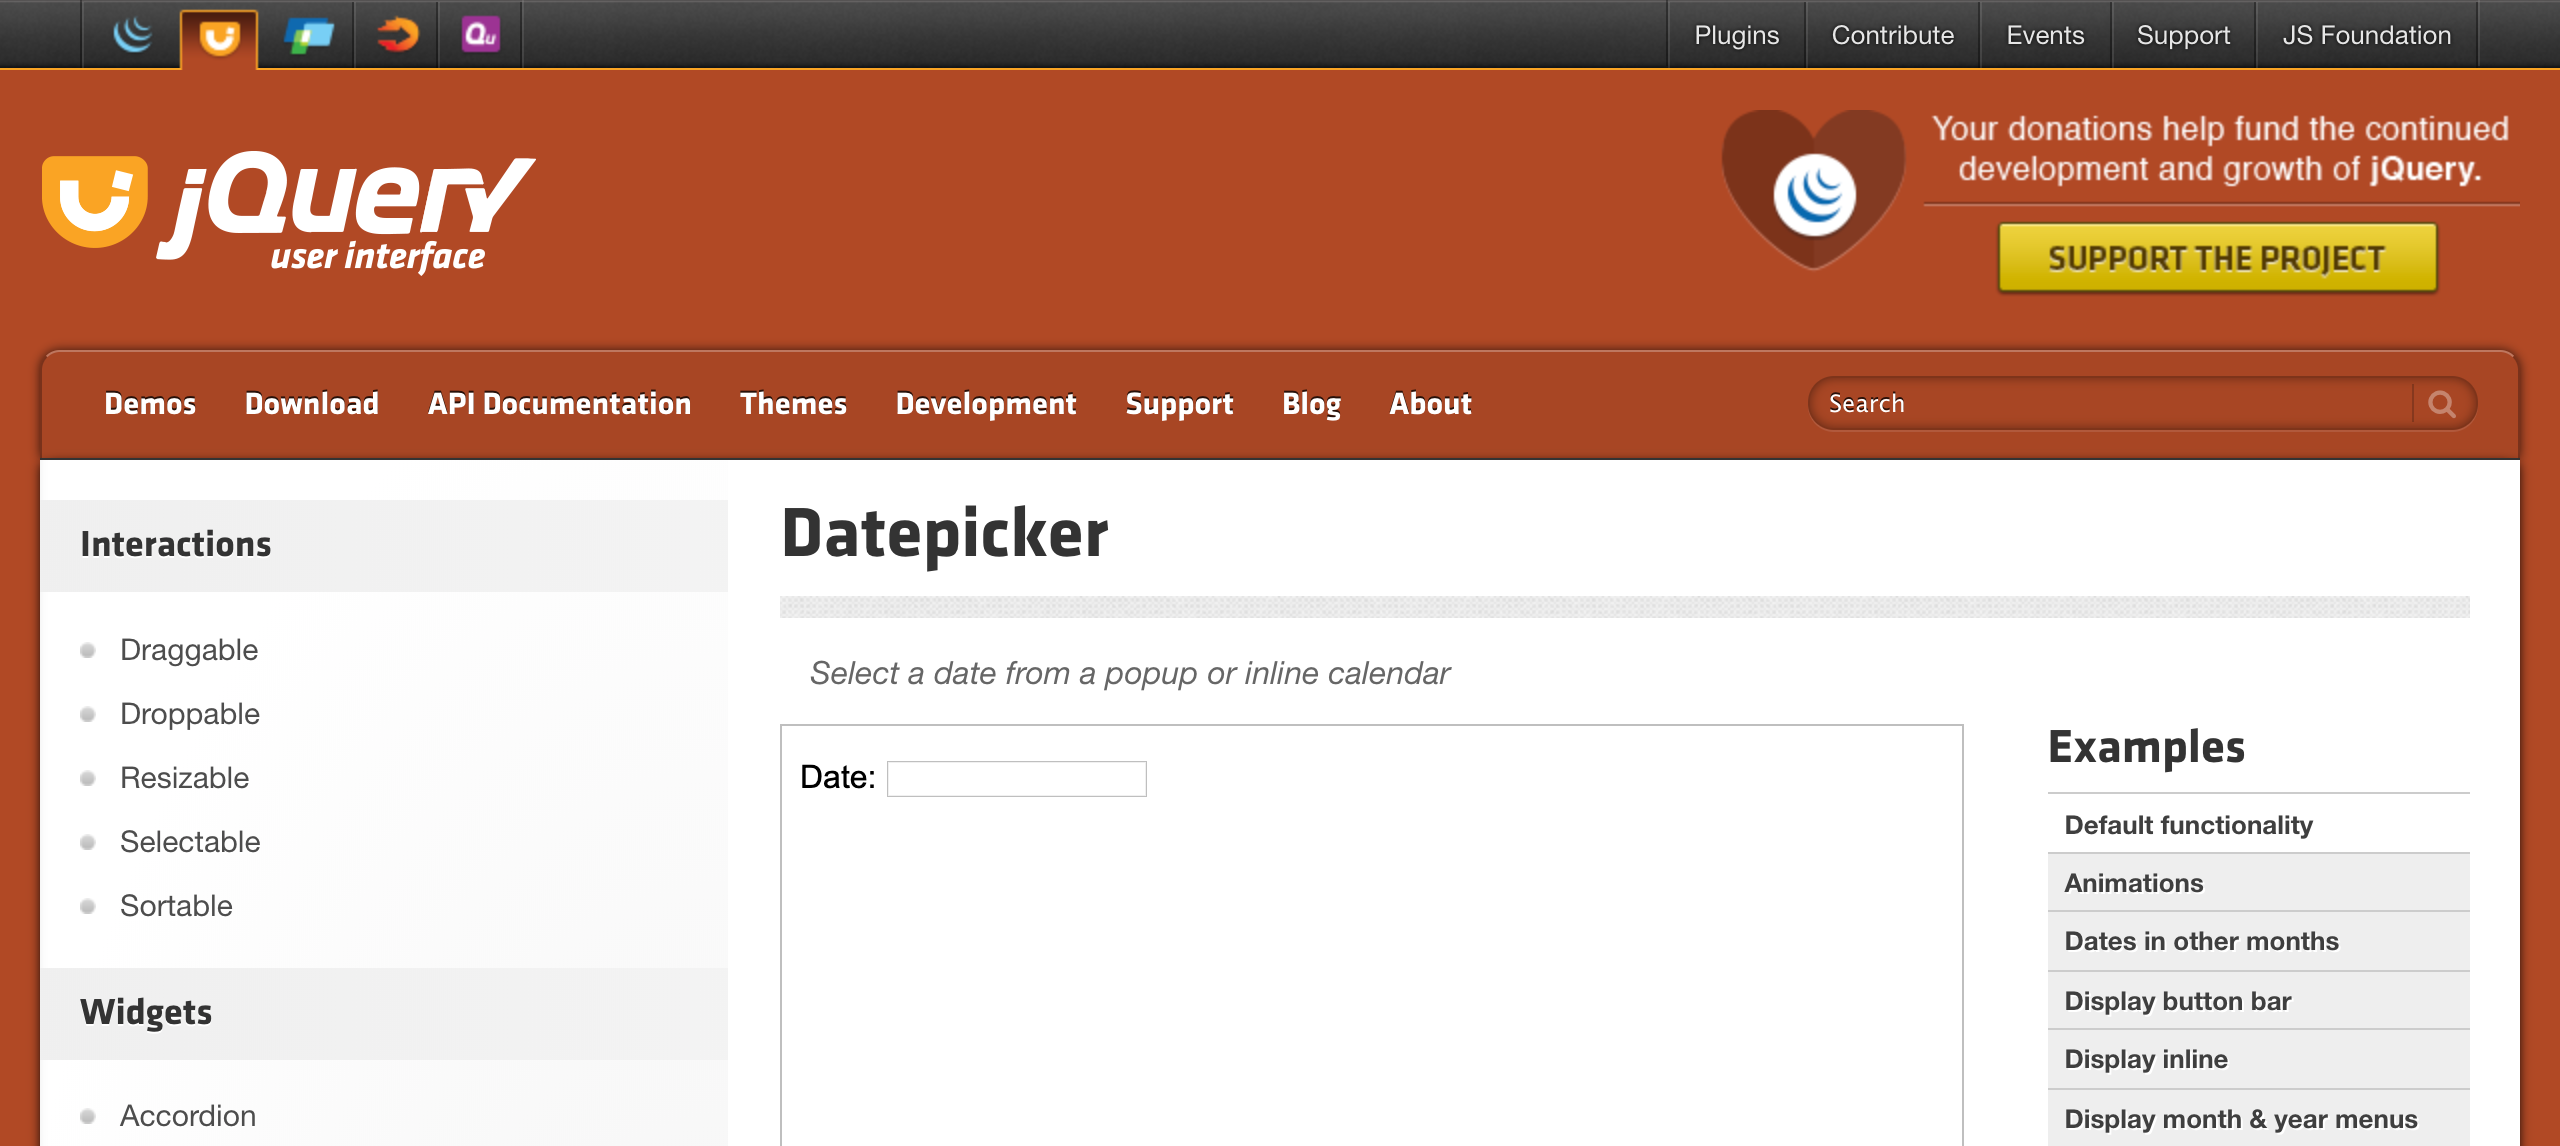 Qu
Plugins
Contribute
Events
Support
JS Foundation
jQuery
user interface
Your donations help fund the continued
development and growth of jQuery.
SUPPORT THE PROJECT
Demos
Download
API Documentation
Themes
Development
Support
Blog
About
Search
Interactions
Draggable
Droppable
Resizable
Selectable
Sortable
Widgets
Accordion
Datepicker
Select a date from a popup or inline calendar
Date:
Examples
Default functionality
Animations
Dates in other months
Display button bar
Display inline
Display month & year menus